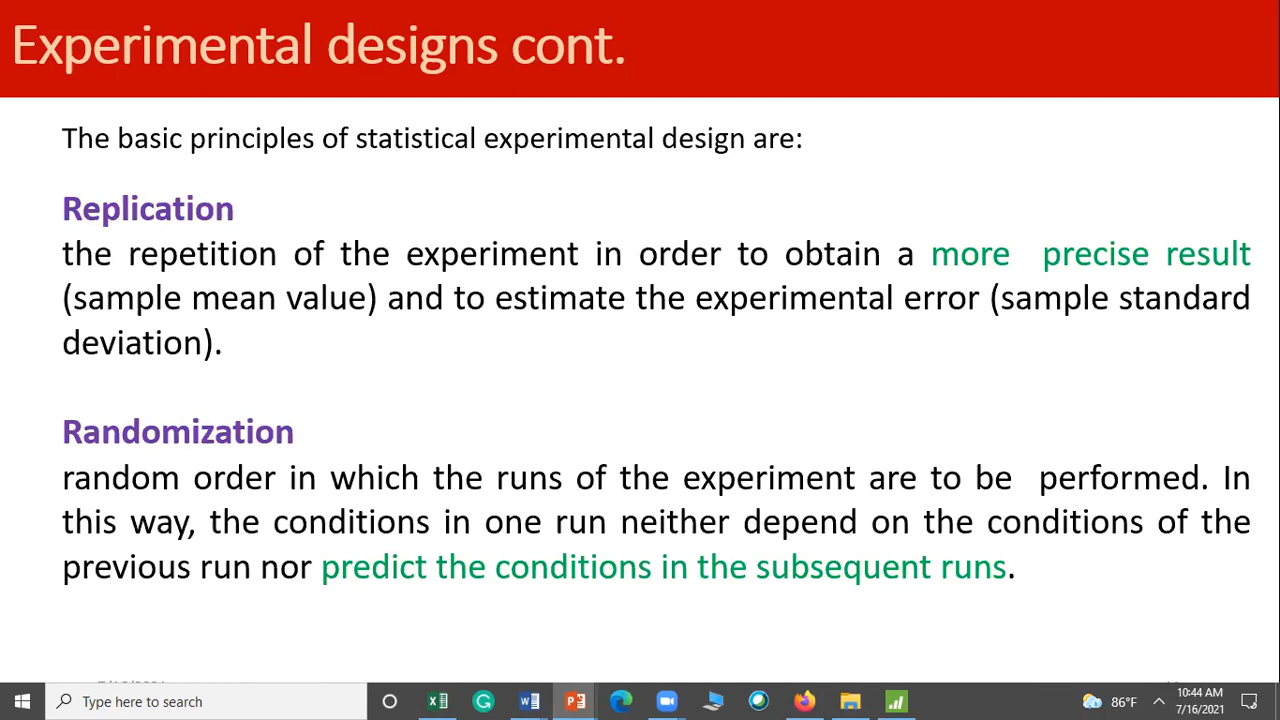 Experimental designs cont.
The basic principles of statistical experimental design are:
Replication
the repetition of the experiment in order to obtain a more precise result
(sample mean value) and to estimate the experimental error (sample standard
deviation).
Randomization
random order in which the runs of the experiment are to be performed. In
this way, the conditions in one run neither depend on the conditions of the
previous run nor predict the conditions in the subsequent runs.
Type here to search
86°F
10:44 AM
7/16/2021